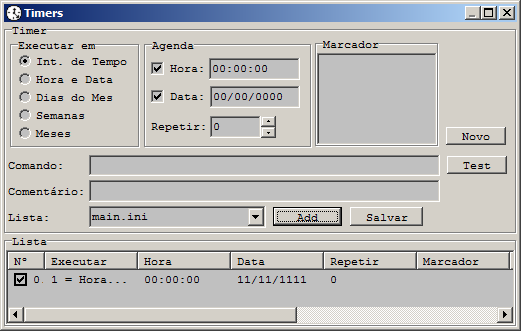 Timers
Timer
Executar em
Int. de Tempo
Hora e Data
Dias do Mes
Semanas
Meses
Agenda
Hora: 00:00:00
Data: 00/00/0000
Repetir: 0
Marcador
Novo
Comando:
Test
Comentário:
Lista: main.ini Add Salvar
Lista
Nº Executar Hora Data Repetir Marcador
0. 1 = Hora... 00:00:00 11/11/1111 0